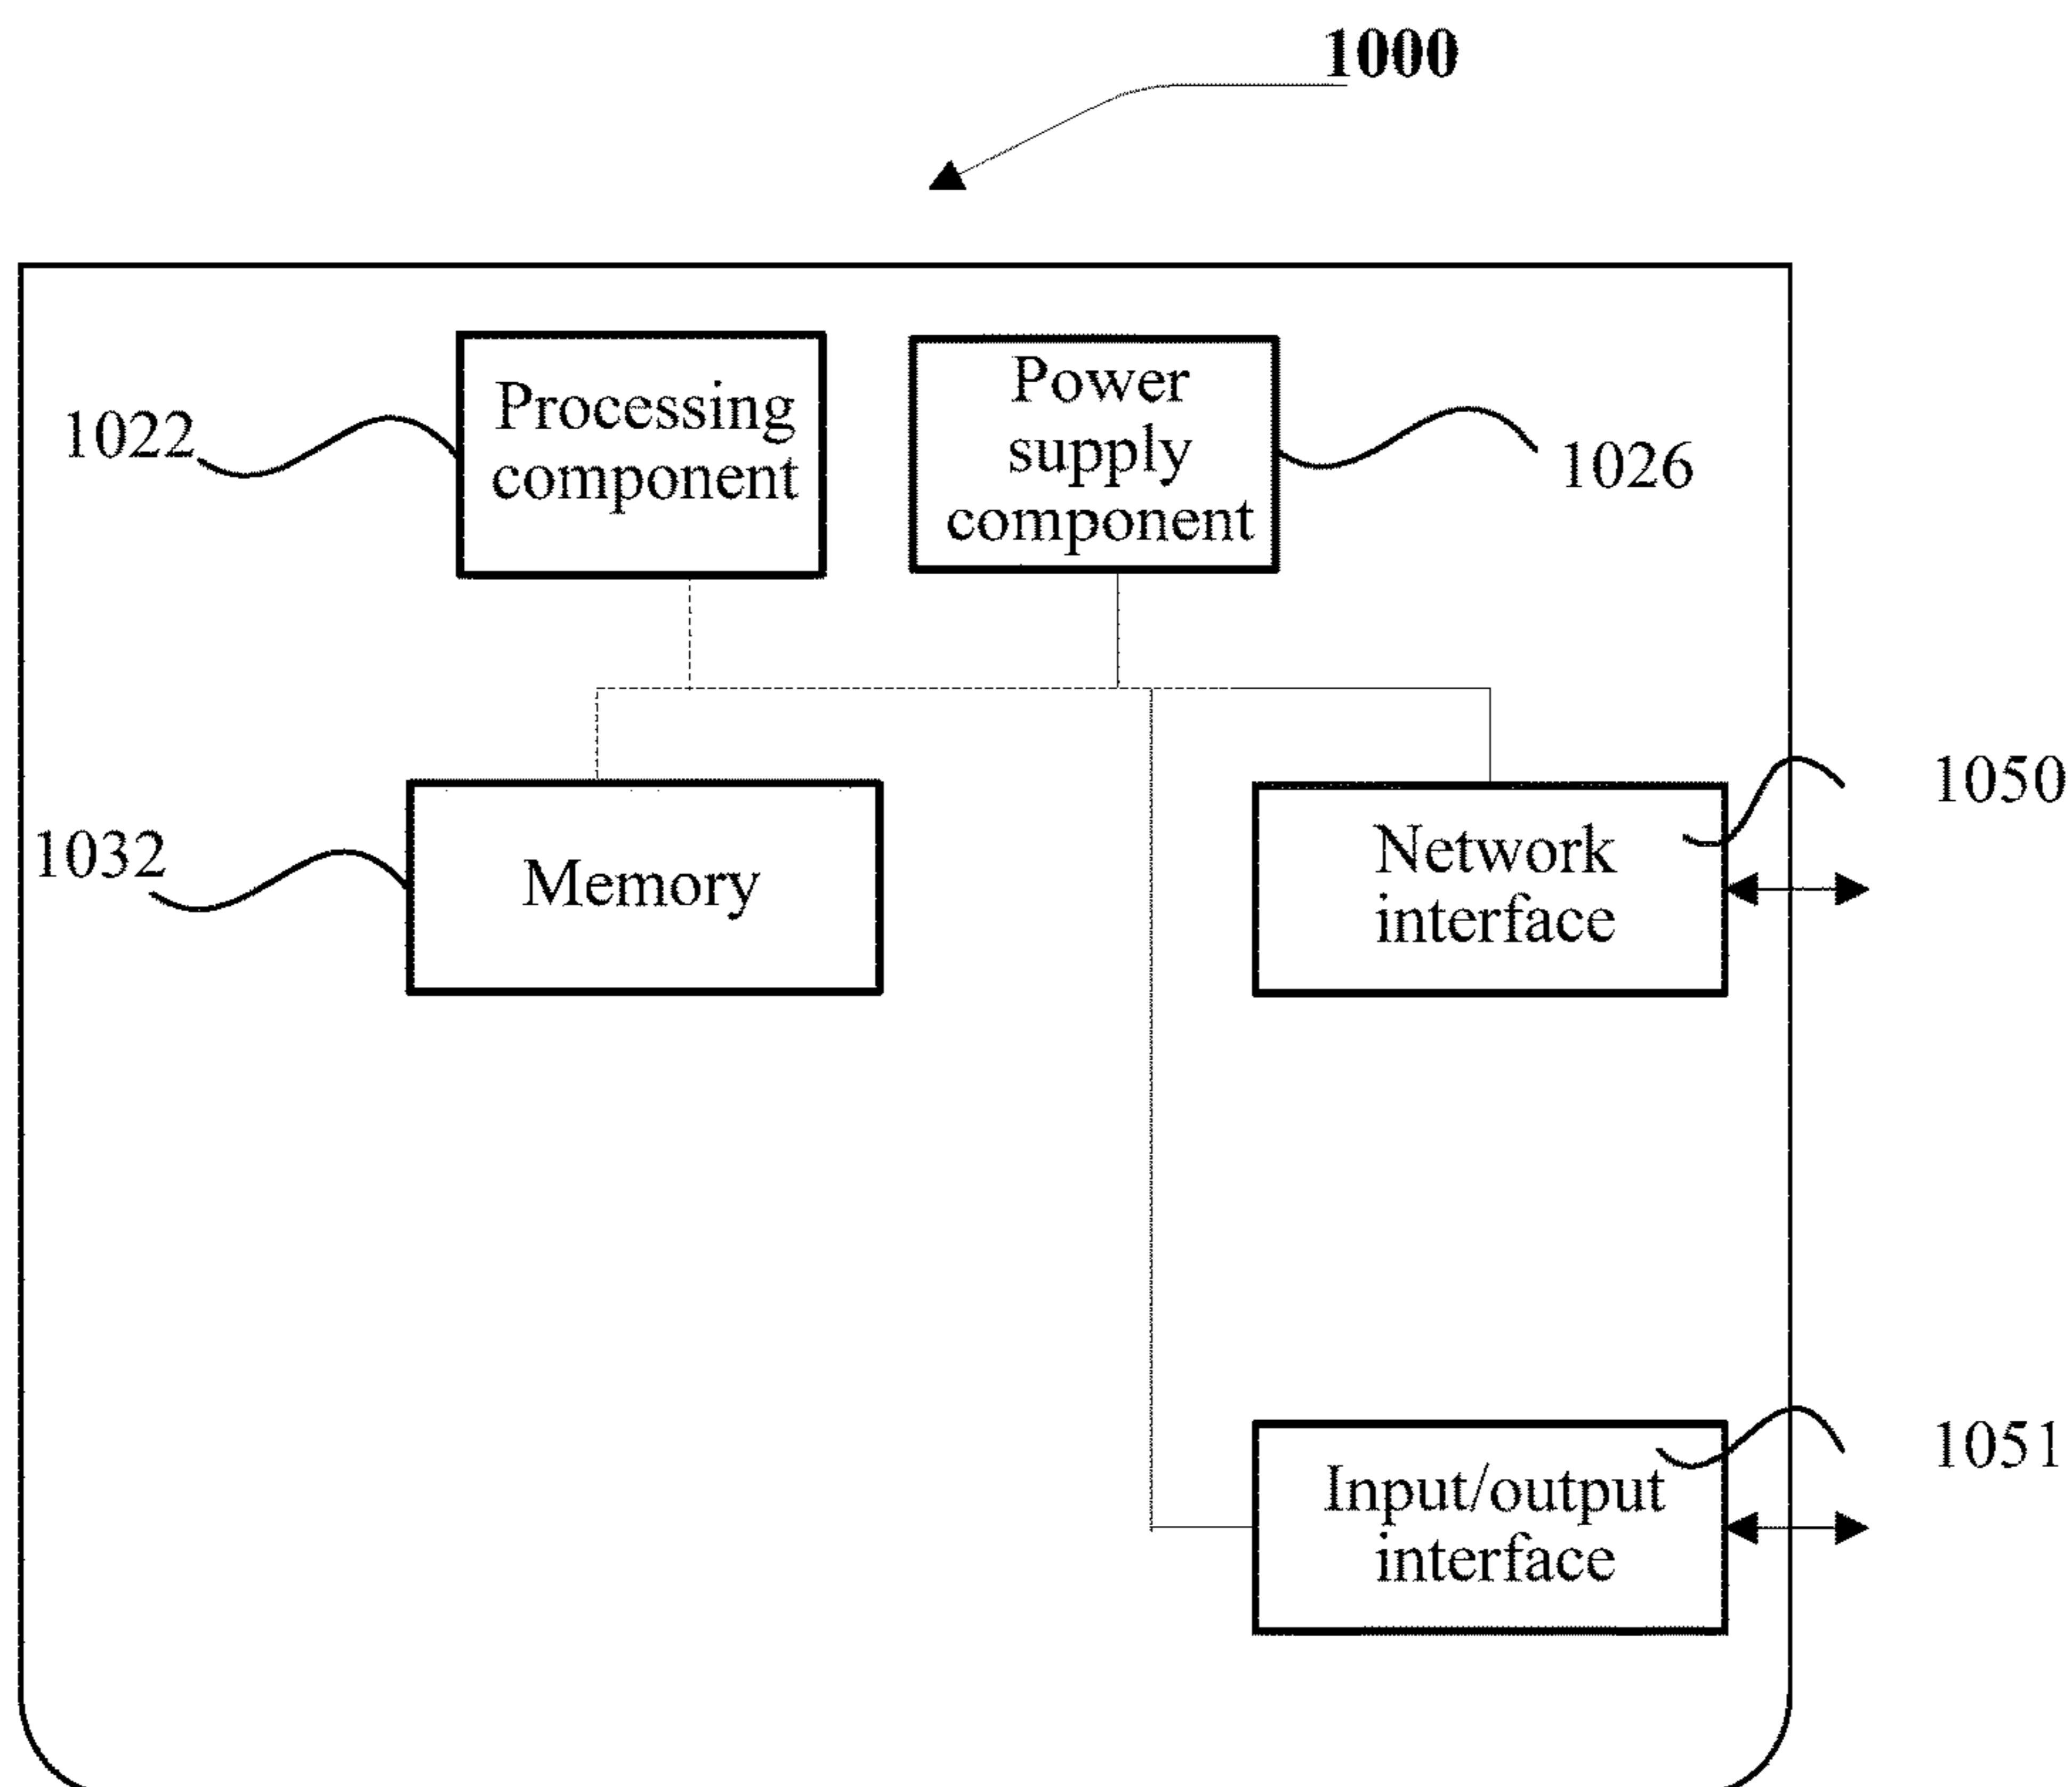 1000
Processing
component
1022
Power
supply
component
1026
1032
Memory
Network
interface
1050
Input/output
interface
1051